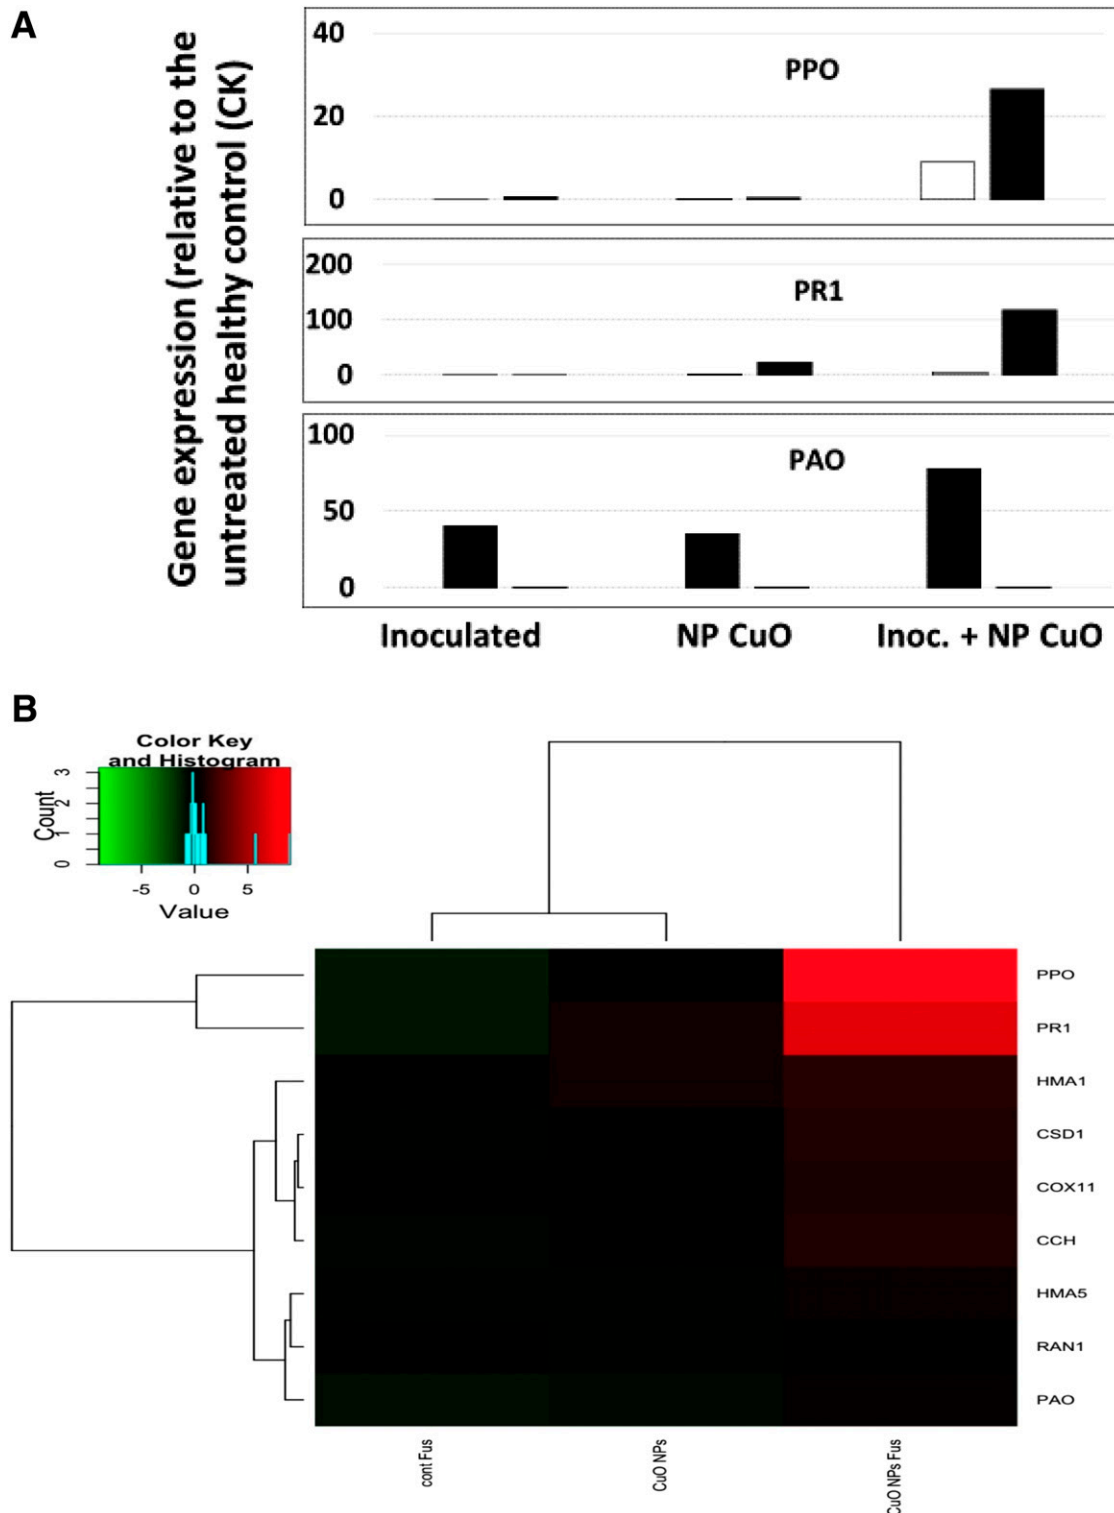 A
Gene expression (relative to the
untreated healthy control (CK)
40
PPO
20
0
200
PR1
100
0
100
PAO
50
0
Inoculated NP CuO Inoc. + NP CuO
B
Color Key
and Histogram
Count
3
2
1
0
-5 0 5
Value
PPO
PR1
HMA1
CSD1
COX11
CCH
HMA5
RAN1
PAO
cont Fus
CuO NPs
CuO NPs Fus